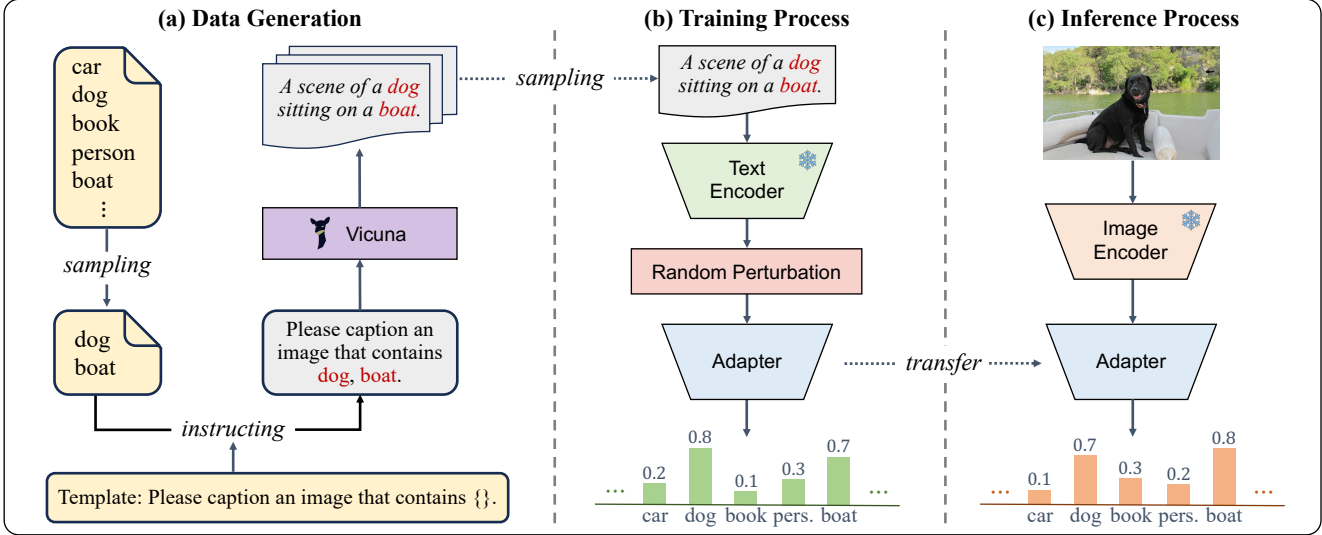 (a) Data Generation
car
dog
book
person
boat
⋮
sampling
dog
boat
instructing
Template: Please caption an image that contains {}.
Please caption an
image that contains
dog, boat.
Vicuna
A scene of a dog
sitting on a boat.
sampling
(b) Training Process
A scene of a dog
sitting on a boat.
Text
Encoder
Random Perturbation
Adapter
transfer
0.2
0.8
0.1
0.3
0.7
... car dog book pers. boat ...
(c) Inference Process
Image
Encoder
Adapter
0.1
0.7
0.3
0.2
0.8
... car dog book pers. boat ...